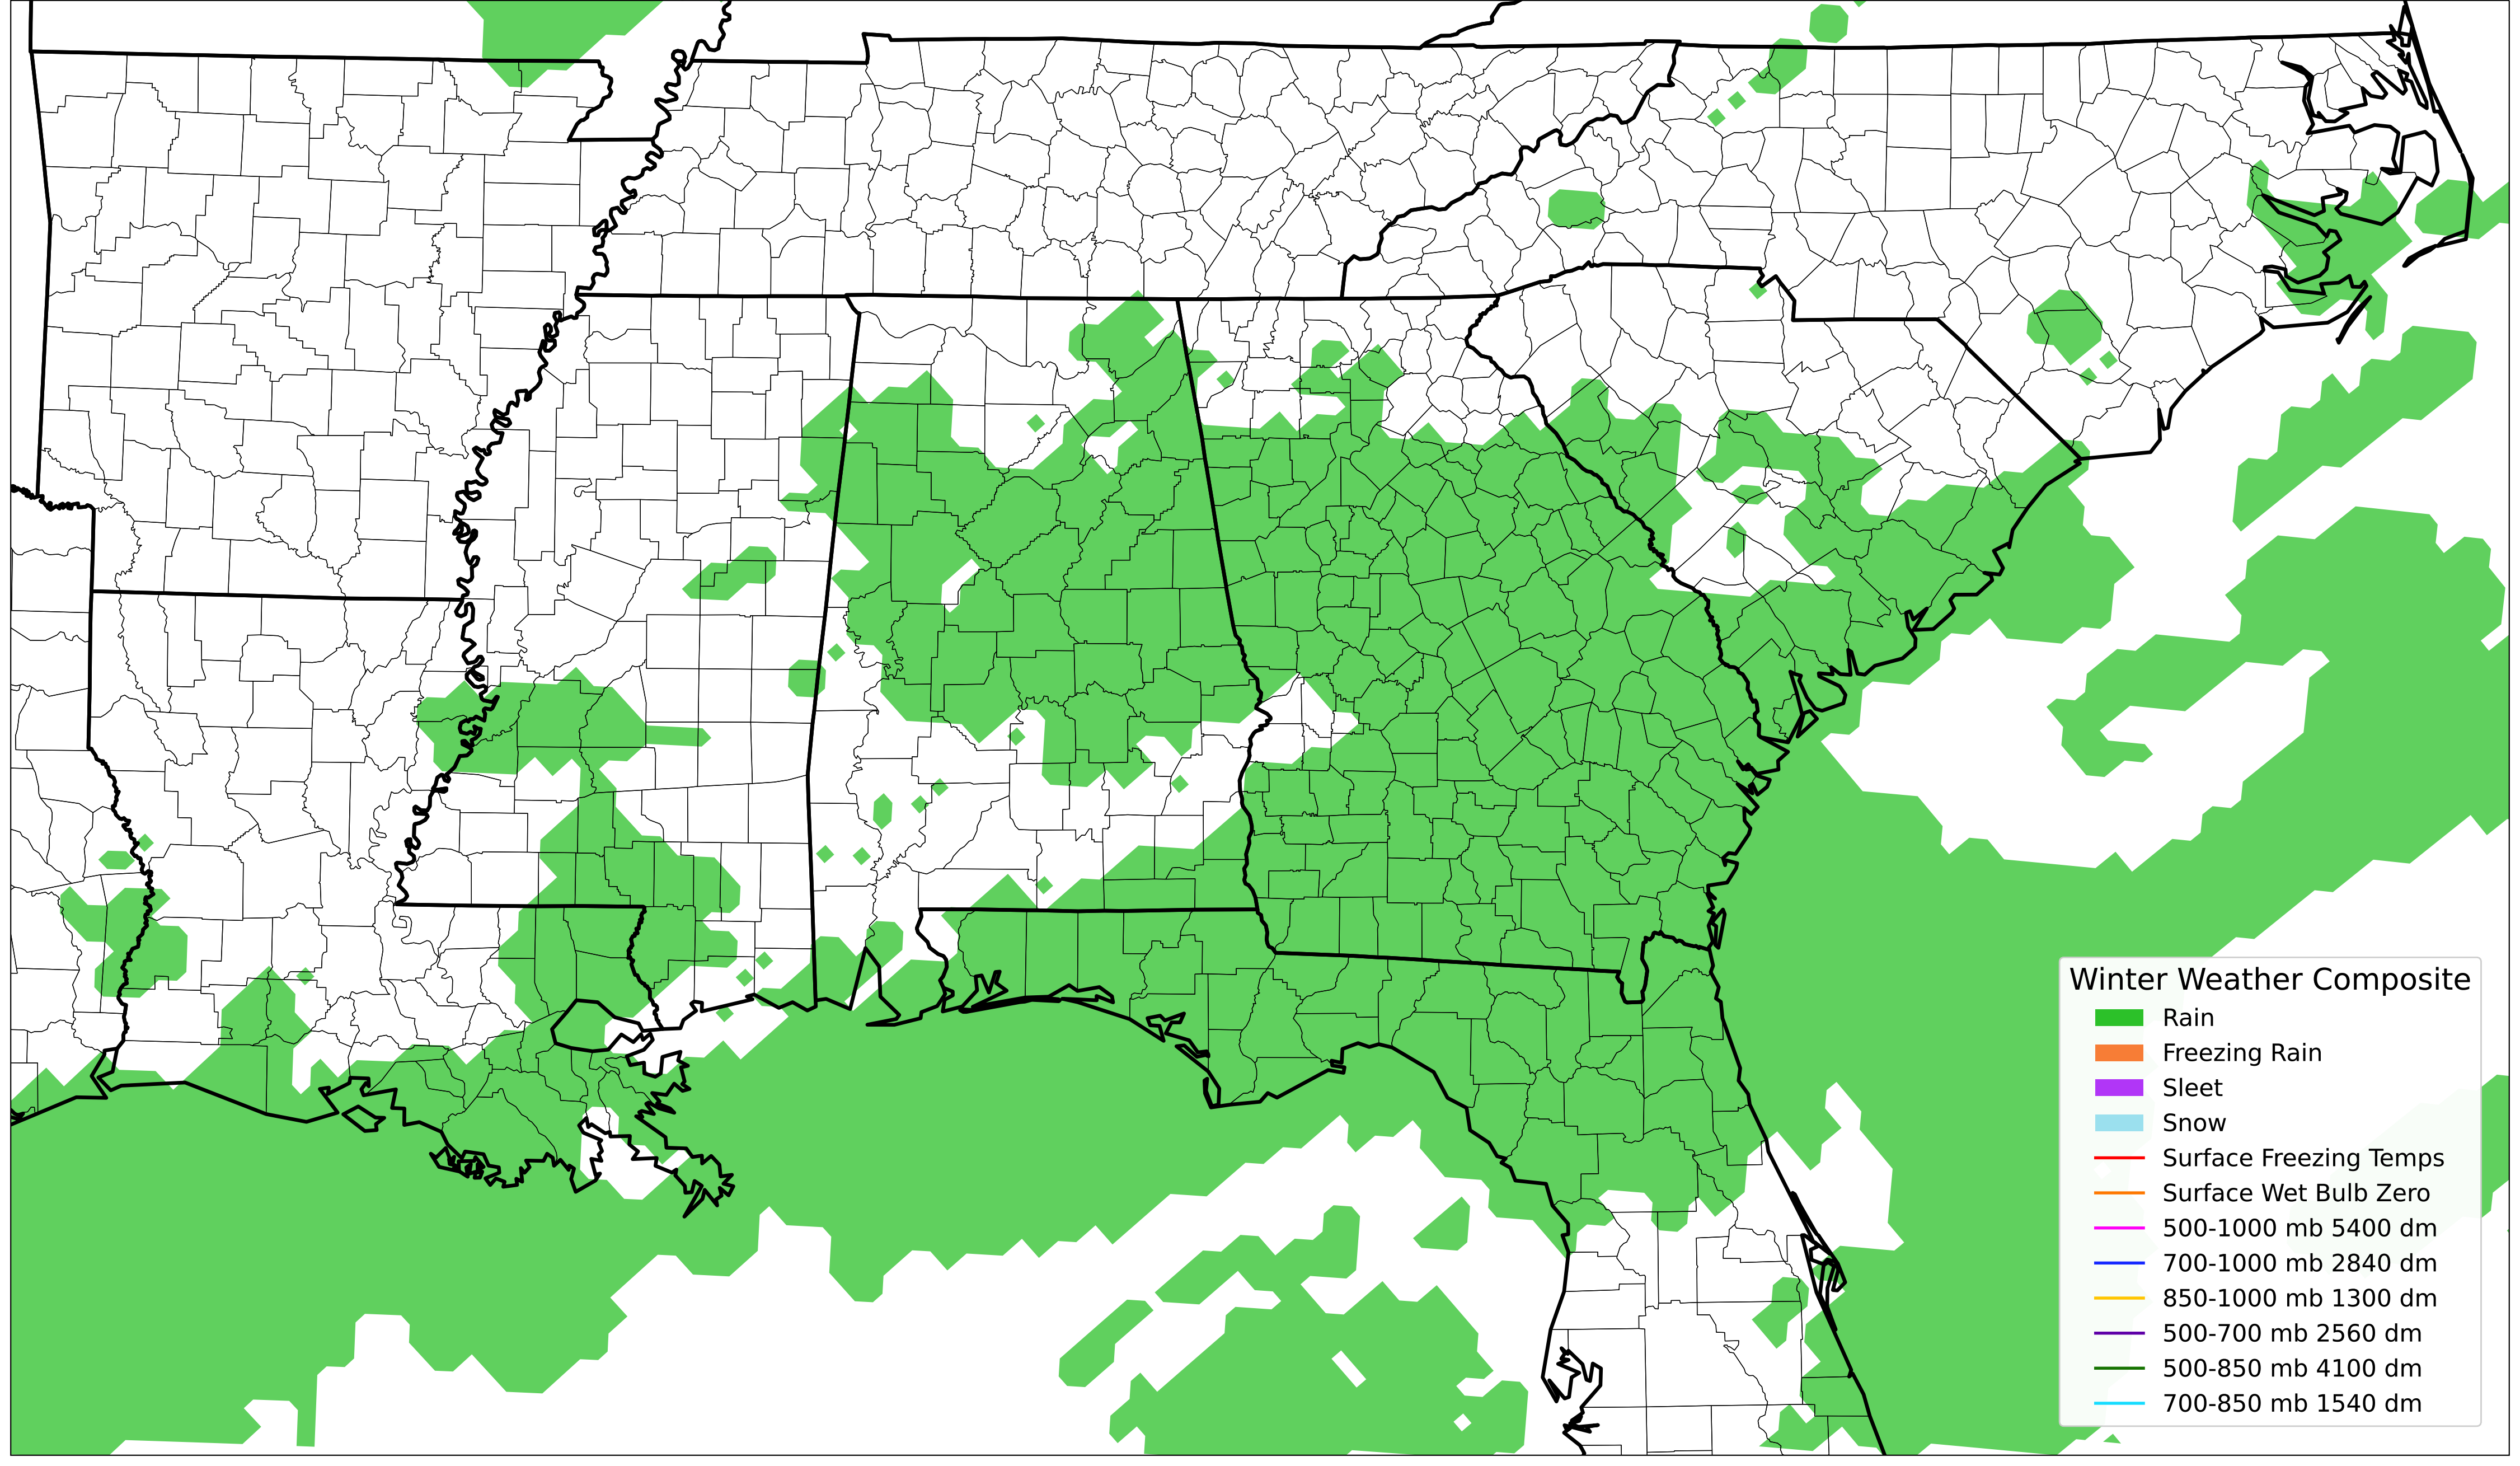 Winter Weather Composite
Rain
Freezing Rain
Sleet
Snow
Surface Freezing Temps
Surface Wet Bulb Zero
500-1000 mb 5400 dm
700-1000 mb 2840 dm
850-1000 mb 1300 dm
500-700 mb 2560 dm
500-850 mb 4100 dm
700-850 mb 1540 dm